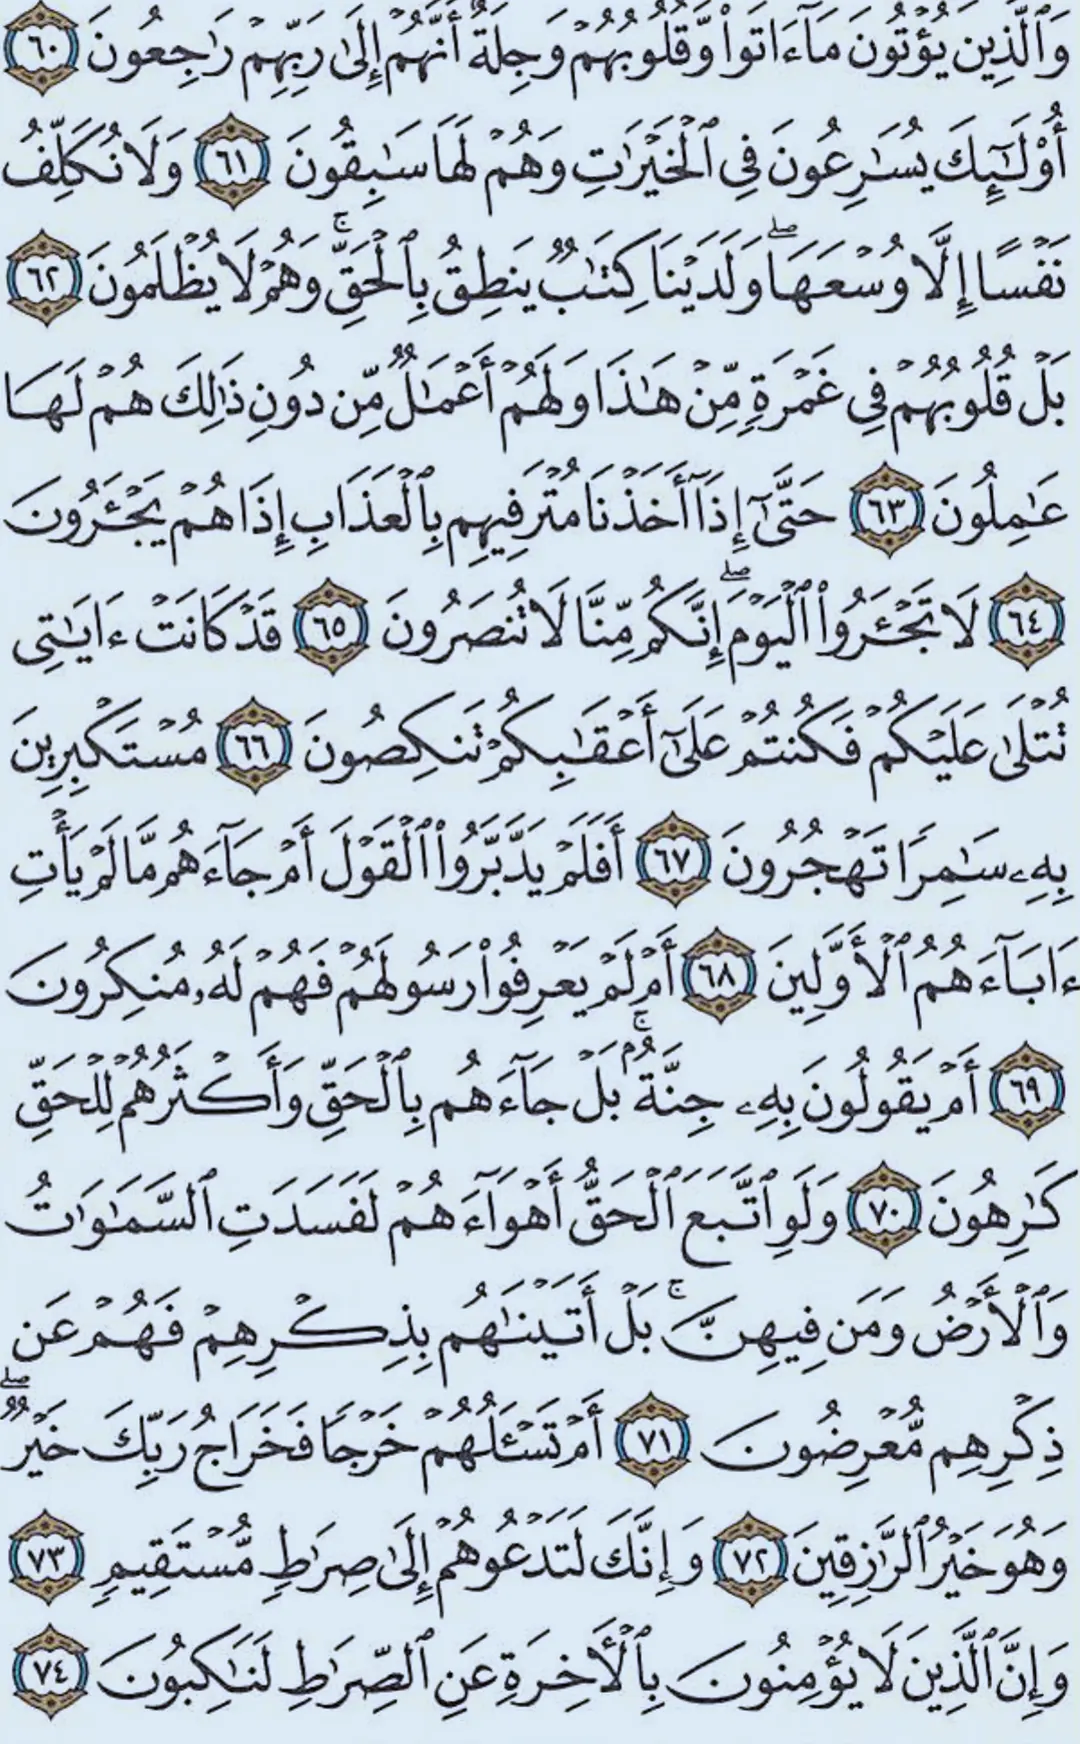 وَٱلَّذِينَ يُؤْتُونَ مَآ ءَاتَوا۟ وَّقُلُوبُهُمْ وَجِلَةٌ أَنَّهُمْ إِلَىٰ رَبِّهِمْ رَٰجِعُونَ ٦٠
أُو۟لَـٰٓئِكَ يُسَـٰرِعُونَ فِى ٱلْخَيْرَٰتِ وَهُمْ لَهَا سَـٰبِقُونَ ٦١ وَلَا نُكَلِّفُ
نَفْسًا إِلَّا وُسْعَهَا ۖ وَلَدَيْنَا كِتَـٰبٌ يَنطِقُ بِٱلْحَقِّ ۚ وَهُمْ لَا يُظْلَمُونَ ٦٢
بَلْ قُلُوبُهُمْ فِى غَمْرَةٍ مِّنْ هَـٰذَا وَلَهُمْ أَعْمَـٰلٌ مِّن دُونِ ذَٰلِكَ هُمْ لَهَا
عَـٰمِلُونَ ٦٣ حَتَّىٰٓ إِذَآ أَخَذْنَا مُتْرَفِيهِم بِٱلْعَذَابِ إِذَا هُمْ يَجْـَٔرُونَ
٦٤ لَا تَجْـَٔرُوا۟ ٱلْيَوْمَ ۖ إِنَّكُم مِّنَّا لَا تُنصَرُونَ ٦٥ قَدْ كَانَتْ ءَايَـٰتِى
تُتْلَىٰ عَلَيْكُمْ فَكُنتُمْ عَلَىٰٓ أَعْقَـٰبِكُمْ تَنكِصُونَ ٦٦ مُسْتَكْبِرِينَ
بِهِۦ سَـٰمِرًا تَهْجُرُونَ ٦٧ أَفَلَمْ يَدَّبَّرُوا۟ ٱلْقَوْلَ أَمْ جَآءَهُم مَّا لَمْ يَأْتِ
ءَابَآءَهُمُ ٱلْأَوَّلِينَ ٦٨ أَمْ لَمْ يَعْرِفُوا۟ رَسُولَهُمْ فَهُمْ لَهُۥ مُنكِرُونَ
٦٩ أَمْ يَقُولُونَ بِهِۦ جِنَّةٌۢ ۚ بَلْ جَآءَهُم بِٱلْحَقِّ وَأَكْثَرُهُمْ لِلْحَقِّ
كَـٰرِهُونَ ٧٠ وَلَوِ ٱتَّبَعَ ٱلْحَقُّ أَهْوَآءَهُمْ لَفَسَدَتِ ٱلسَّمَـٰوَٰتُ
وَٱلْأَرْضُ وَمَن فِيهِنَّ ۚ بَلْ أَتَيْنَـٰهُم بِذِكْرِهِمْ فَهُمْ عَن
ذِكْرِهِم مُّعْرِضُونَ ٧١ أَمْ تَسْـَٔلُهُمْ خَرْجًا فَخَرَاجُ رَبِّكَ خَيْرٌ ۖ
وَهُوَ خَيْرُ ٱلرَّٰزِقِينَ ٧٢ وَإِنَّكَ لَتَدْعُوهُمْ إِلَىٰ صِرَٰطٍ مُّسْتَقِيمٍ ٧٣
وَإِنَّ ٱلَّذِينَ لَا يُؤْمِنُونَ بِٱلْـَٔاخِرَةِ عَنِ ٱلصِّرَٰطِ لَنَـٰكِبُونَ ٧٤